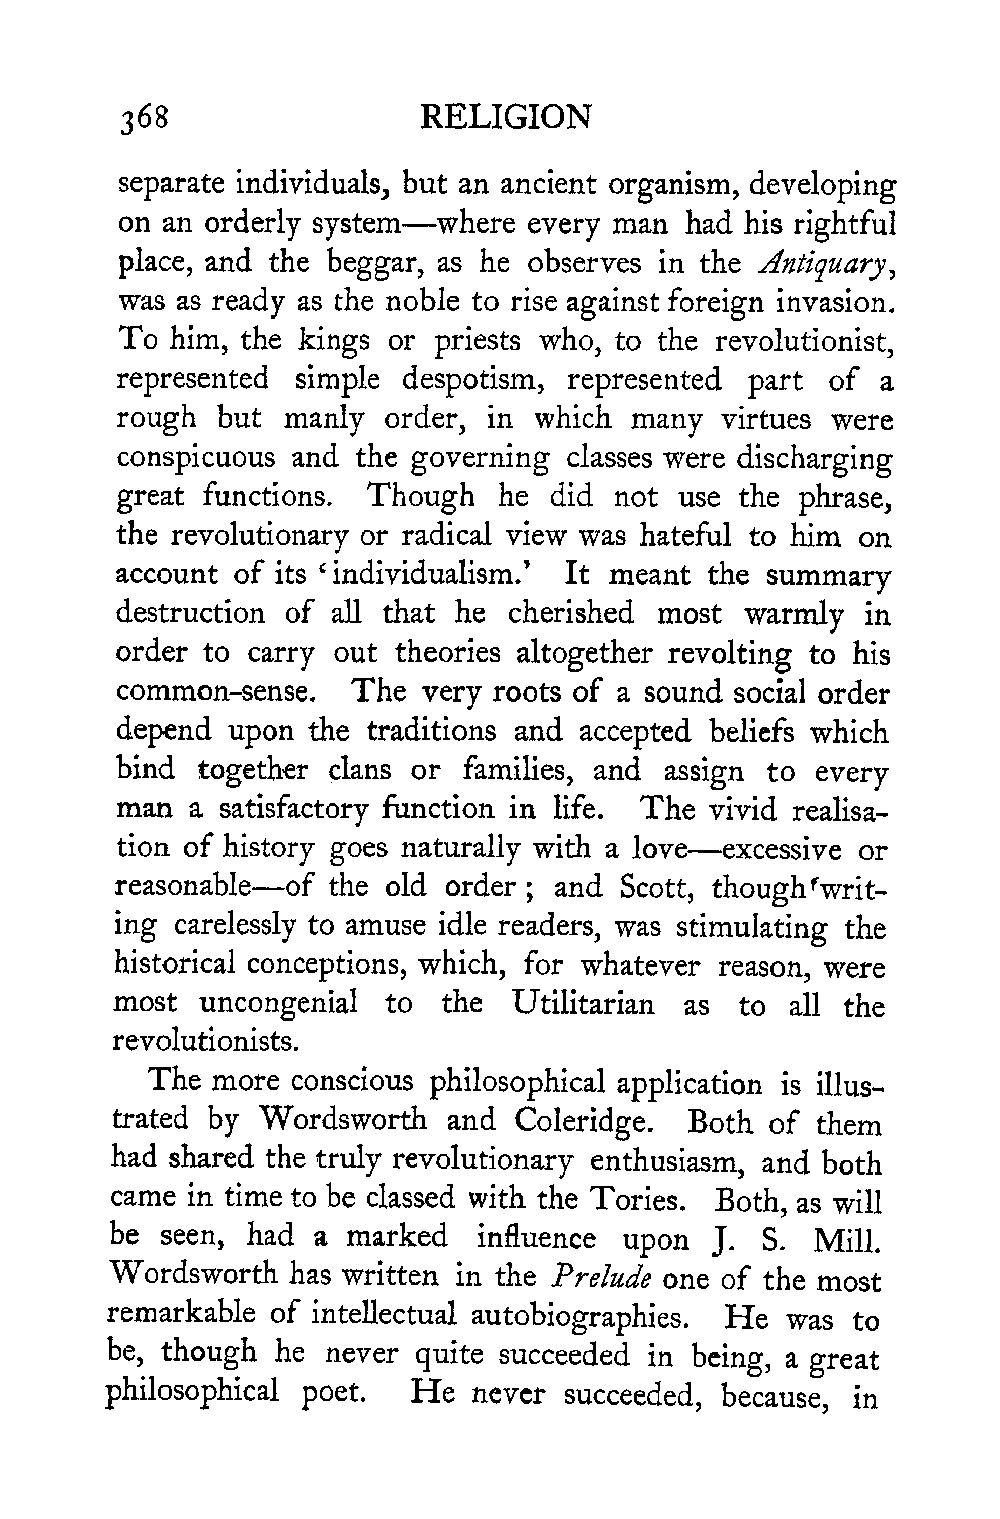 368 RELIGION
separate individuals, but an ancient organism, developing
on an orderly system—where every man had his rightful
place, and the beggar, as he observes in the Antiquary,
was as ready as the noble to rise against foreign invasion.
To him, the kings or priests who, to the revolutionist,
represented simple despotism, represented part of a
rough but manly order, in which many virtues were
conspicuous and the governing classes were discharging
great functions. Though he did not use the phrase,
the revolutionary or radical view was hateful to him on
account of its ‘individualism.’ It meant the summary
destruction of all that he cherished most warmly in
order to carry out theories altogether revolting to his
common-sense. The very roots of a sound social order
depend upon the traditions and accepted beliefs which
bind together clans or families, and assign to every
man a satisfactory function in life. The vivid realisa-
tion of history goes naturally with a love—excessive or
reasonable—of the old order; and Scott, though writ-
ing carelessly to amuse idle readers, was stimulating the
historical conceptions, which, for whatever reason, were
most uncongenial to the Utilitarian as to all the
revolutionists.
The more conscious philosophical application is illus-
trated by Wordsworth and Coleridge. Both of them
had shared the truly revolutionary enthusiasm, and both
came in time to be classed with the Tories. Both, as will
be seen, had a marked influence upon J. S. Mill.
Wordsworth has written in the Prelude one of the most
remarkable of intellectual autobiographies. He was to
be, though he never quite succeeded in being, a great
philosophical poet. He never succeeded, because, in